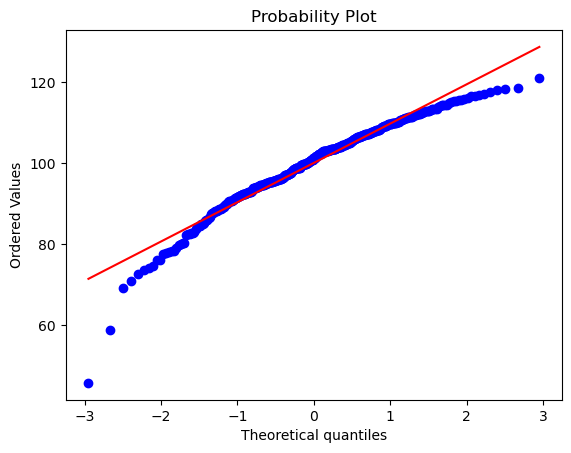 Probability Plot
Ordered Values
120
100
80
60
−3 −2 −1 0 1 2 3
Theoretical quantiles